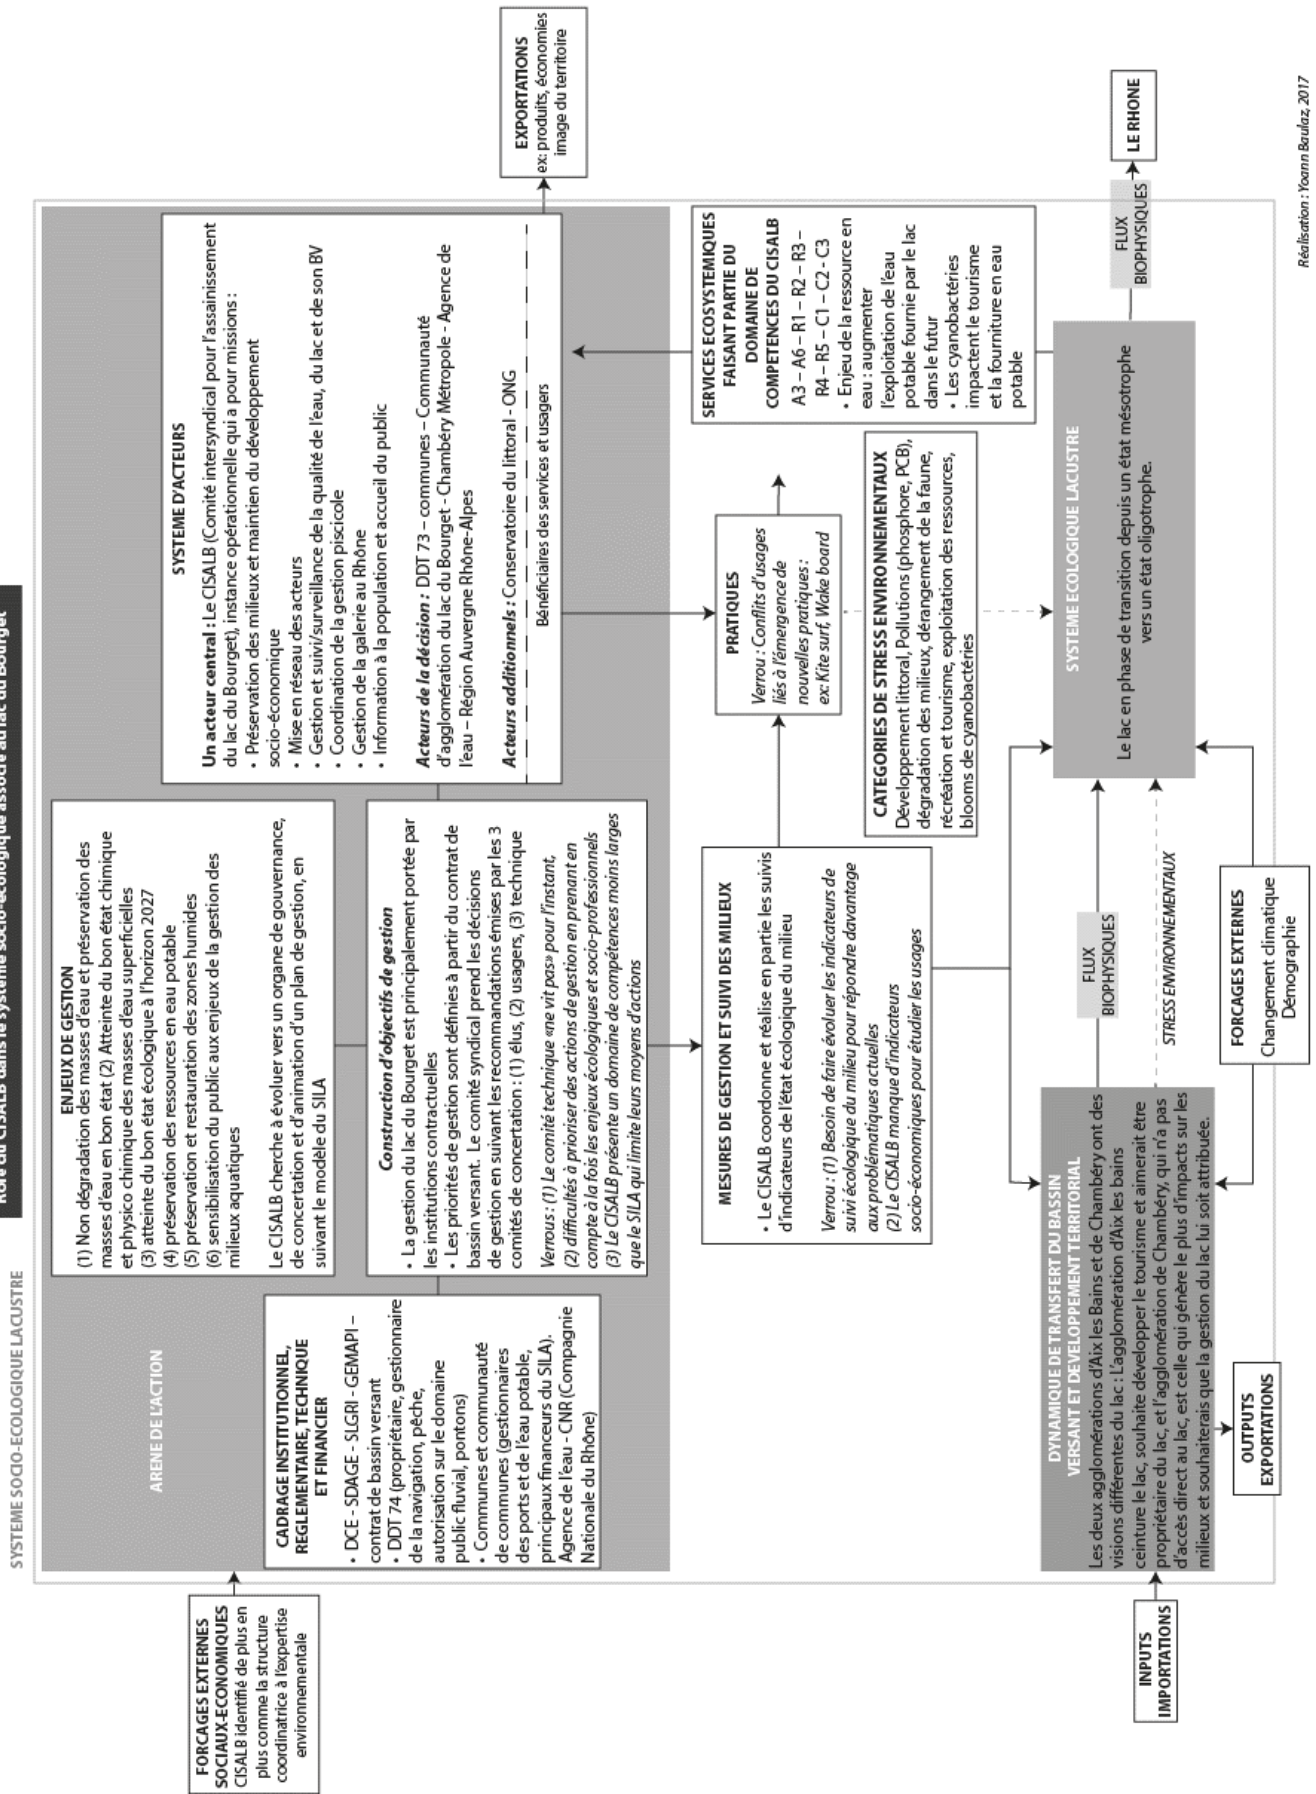 Rôle du CISALB dans le système socio-écologique associé au lac du Bourget
SYSTEME SOCIO-ECOLOGIQUE LACUSTRE
FORCAGES EXTERNES
SOCIAUX-ECONOMIQUES
CISALB identifié de plus en
plus comme la structure
coordinatrice à l'expertise
environnementale
ARENE DE L'ACTION
CADRAGE INSTITUTIONNEL,
REGLEMENTAIRE, TECHNIQUE
ET FINANCIER
• DCE - SDAGE - SLGRI - GEMAPI –
contrat de bassin versant
• DDT 74 (propriétaire, gestionnaire
de la navigation, pêche,
autorisation sur le domaine
public fluvial, pontons)
• Communes et communauté
de communes (gestionnaires
des ports et de l'eau potable,
principaux financeurs du SILA).
Agence de l'eau - CNR (Compagnie
Nationale du Rhône)
ENJEUX DE GESTION
(1) Non dégradation des masses d'eau et préservation des
masses d'eau en bon état (2) Atteinte du bon état chimique
et physico chimique des masses d'eau superficielles
(3) atteinte du bon état écologique à l'horizon 2027
(4) préservation des ressources en eau potable
(5) préservation et restauration des zones humides
(6) sensibilisation du public aux enjeux de la gestion des
milieux aquatiques
Le CISALB cherche à évoluer vers un organe de gouvernance,
de concertation et d'animation d'un plan de gestion, en
suivant le modèle du SILA
Construction d'objectifs de gestion
• La gestion du lac du Bourget est principalement portée par
les institutions contractuelles
• Les priorités de gestion sont définies à partir du contrat de
bassin versant. Le comité syndical prend les décisions
de gestion en suivant les recommandations émises par les 3
comités de concertation : (1) élus, (2) usagers, (3) technique
Verrous : (1) Le comité technique «ne vit pas» pour l'instant,
(2) difficultés à prioriser des actions de gestion en prenant en
compte à la fois les enjeux écologiques et socio-professionnels
(3) Le CISALB présente un domaine de compétences moins larges
que le SILA qui limite leurs moyens d'actions
SYSTEME D'ACTEURS
Un acteur central : Le CISALB (Comité intersyndical pour l'assainissement
du lac du Bourget), instance opérationnelle qui a pour missions :
• Préservation des milieux et maintien du développement
socio-économique
• Mise en réseau des acteurs
• Gestion et suivi/surveillance de la qualité de l'eau, du lac et de son BV
• Coordination de la gestion piscicole
• Gestion de la galerie au Rhône
• Information à la population et accueil du public
Acteurs de la décision : DDT 73 – communes – Communauté
d'agglomération du lac du Bourget - Chambéry Métropole - Agence de
l'eau – Région Auvergne Rhône-Alpes
Acteurs additionnels : Conservatoire du littoral - ONG
Bénéficiaires des services et usagers
EXPORTATIONS
ex: produits, économies
image du territoire
MESURES DE GESTION ET SUIVI DES MILIEUX
• Le CISALB coordonne et réalise en partie les suivis
d'indicateurs de l'état écologique du milieu
Verrou : (1) Besoin de faire évoluer les indicateurs de
suivi écologique du milieu pour répondre davantage
aux problématiques actuelles
(2) Le CISALB manque d'indicateurs
socio-économiques pour étudier les usages
PRATIQUES
Verrou : Conflits d'usages
liés à l'émergence de
nouvelles pratiques :
ex: Kite surf, Wake board
CATEGORIES DE STRESS ENVIRONNEMENTAUX
Développement littoral, Pollutions (phosphore, PCB),
dégradation des milieux, dérangement de la faune,
récréation et tourisme, exploitation des ressources,
blooms de cyanobactéries
SERVICES ECOSYSTEMIQUES
FAISANT PARTIE DU
DOMAINE DE
COMPETENCES DU CISALB
A3 – A6 – R1 – R2 – R3 –
R4 – R5 – C1 – C2 - C3
• Enjeu de la ressource en
eau : augmenter
l'exploitation de l'eau
potable fournie par le lac
dans le futur
• Les cyanobactéries
impactent le tourisme
et la fourniture en eau
potable
INPUTS
IMPORTATIONS
DYNAMIQUE DE TRANSFERT DU BASSIN
VERSANT ET DEVELOPPEMENT TERRITORIAL
Les deux agglomérations d'Aix les Bains et de Chambéry ont des
visions différentes du lac : L'agglomération d'Aix les bains
ceinture le lac, souhaite développer le tourisme et aimerait être
propriétaire du lac, et l'agglomération de Chambéry, qui n'a pas
d'accès direct au lac, est celle qui génère le plus d'impacts sur les
milieux et souhaiterais que la gestion du lac lui soit attribuée.
OUTPUTS
EXPORTATIONS
FLUX
BIOPHYSIQUES
STRESS ENVIRONNEMENTAUX
FORCAGES EXTERNES
Changement climatique
Démographie
SYSTEME ECOLOGIQUE LACUSTRE
Le lac en phase de transition depuis un état mésotrophe
vers un état oligotrophe.
FLUX
BIOPHYSIQUES
LE RHONE
Réalisation : Yoann Baulaz, 2017